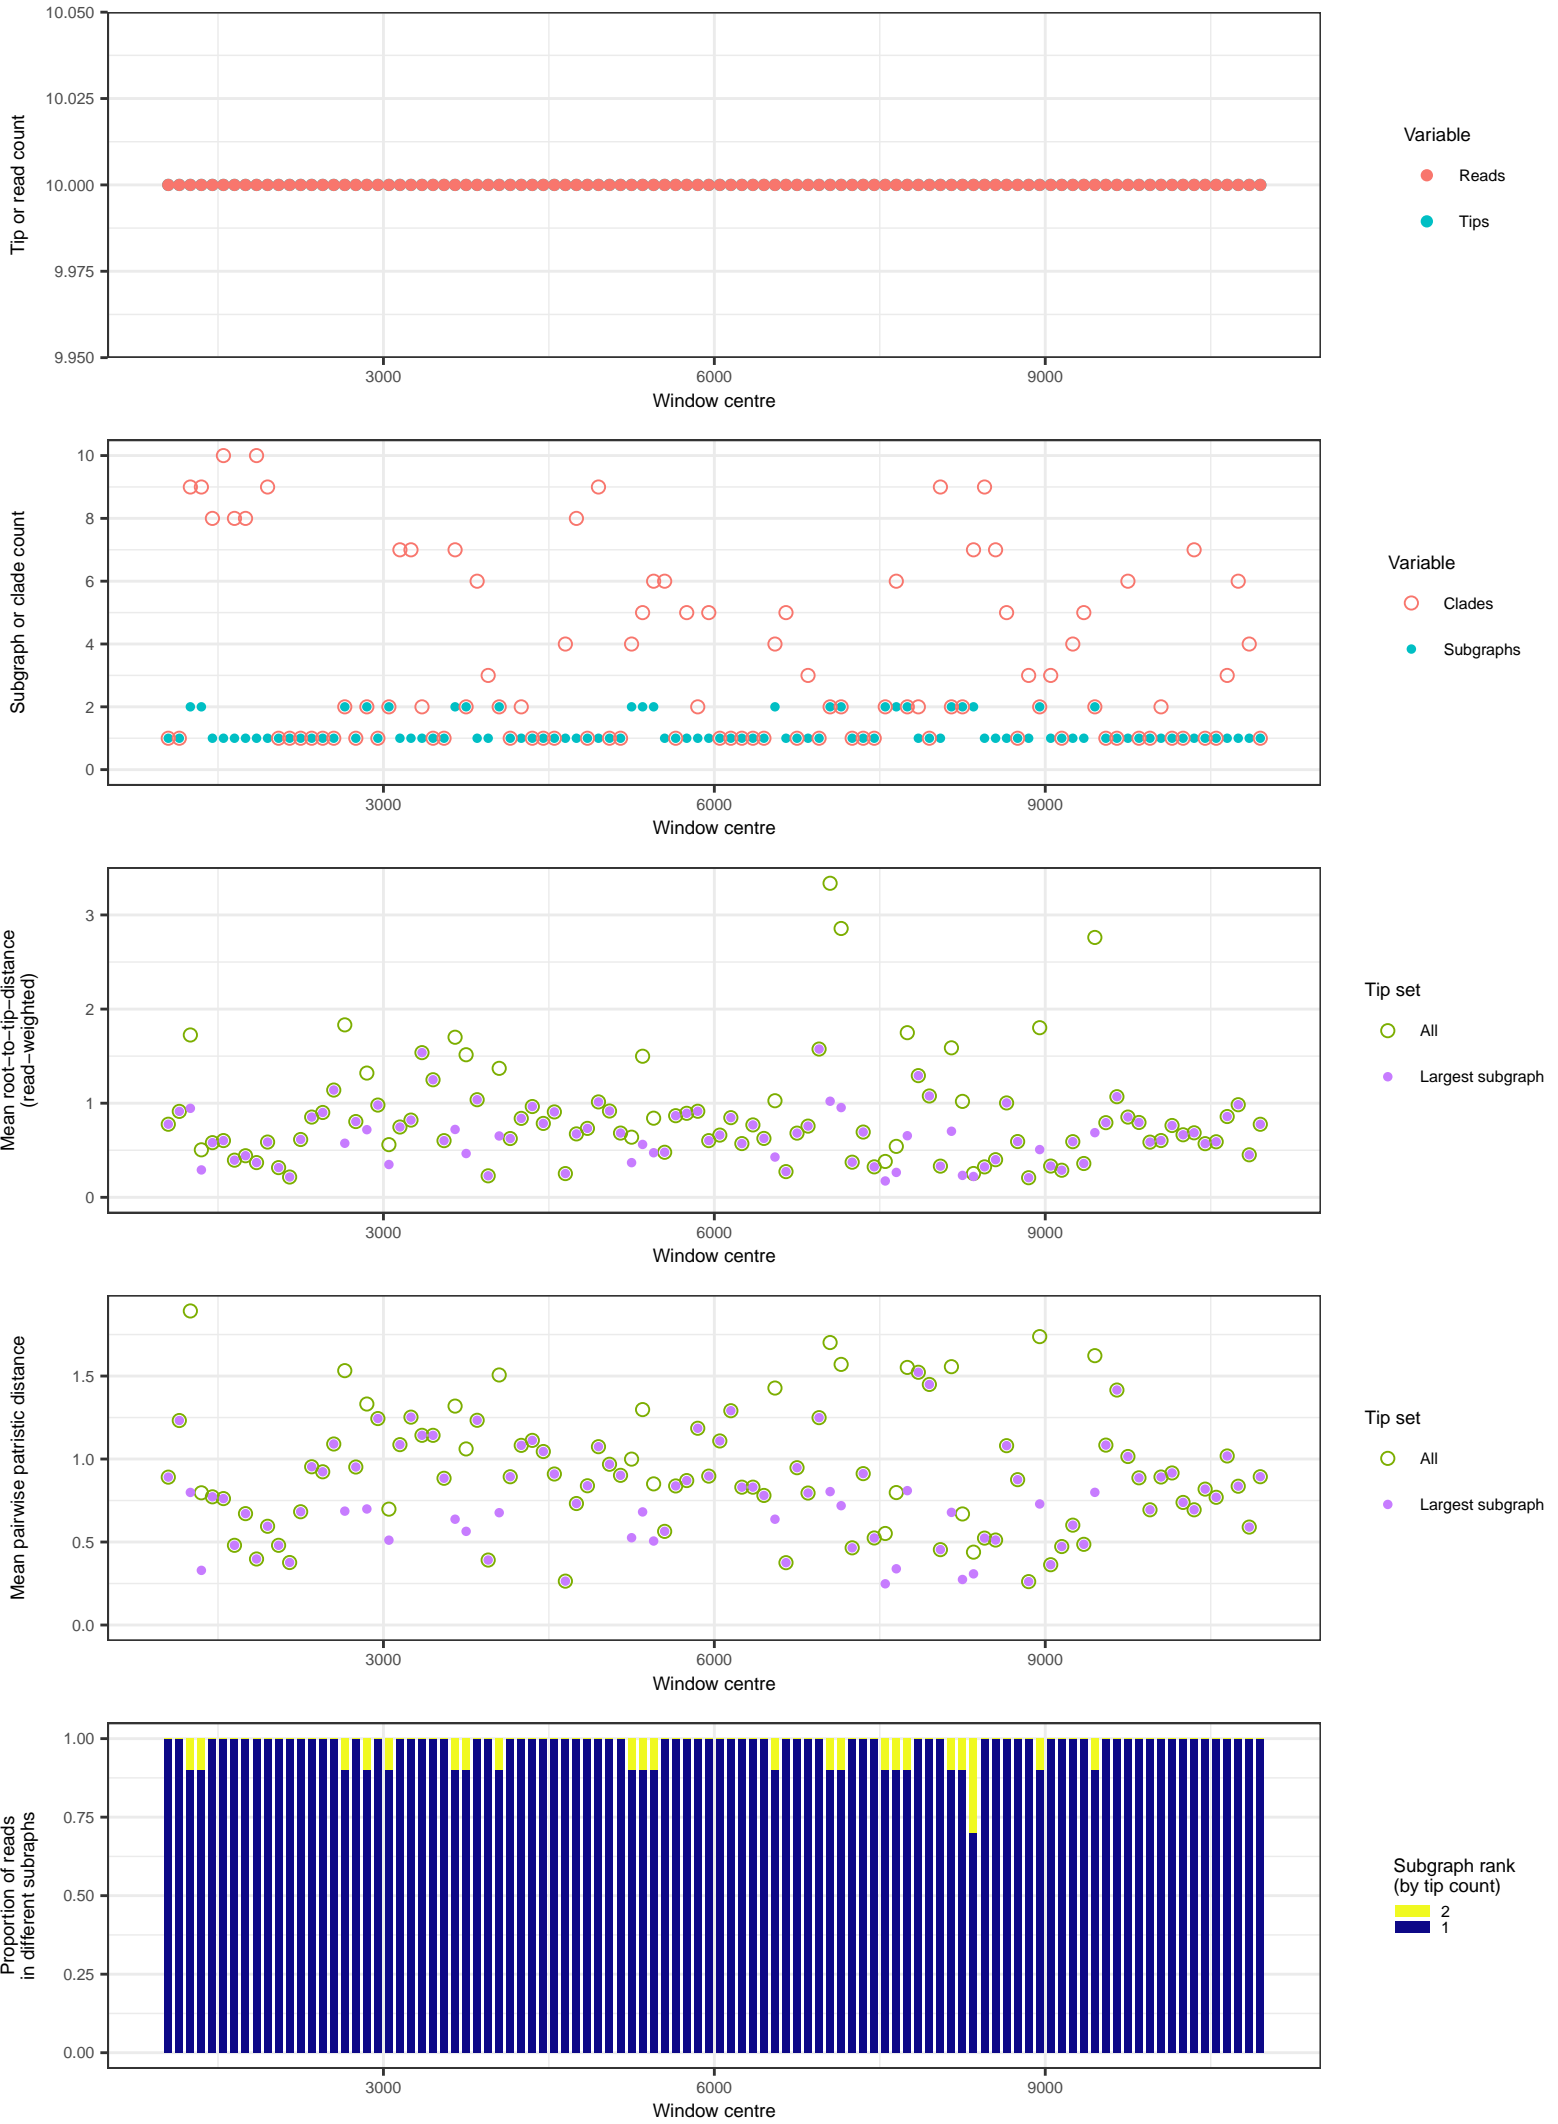 10.050
10.025
10.000
9.975
9.950
Tip or read count
3000
6000
9000
Window centre
Variable
Reads
Tips
10
8
6
4
2
0
Subgraph or clade count
3000
6000
9000
Window centre
Variable
Clades
Subgraphs
3
2
1
0
Mean root−to−tip−distance
(read−weighted)
3000
6000
9000
Window centre
Tip set
All
Largest subgraph
1.5
1.0
0.5
0.0
Mean pairwise patristic distance
3000
6000
9000
Window centre
Tip set
All
Largest subgraph
1.00
0.75
0.50
0.25
0.00
Proportion of reads
in different subraphs
3000
6000
9000
Window centre
Subgraph rank
(by tip count)
2
1